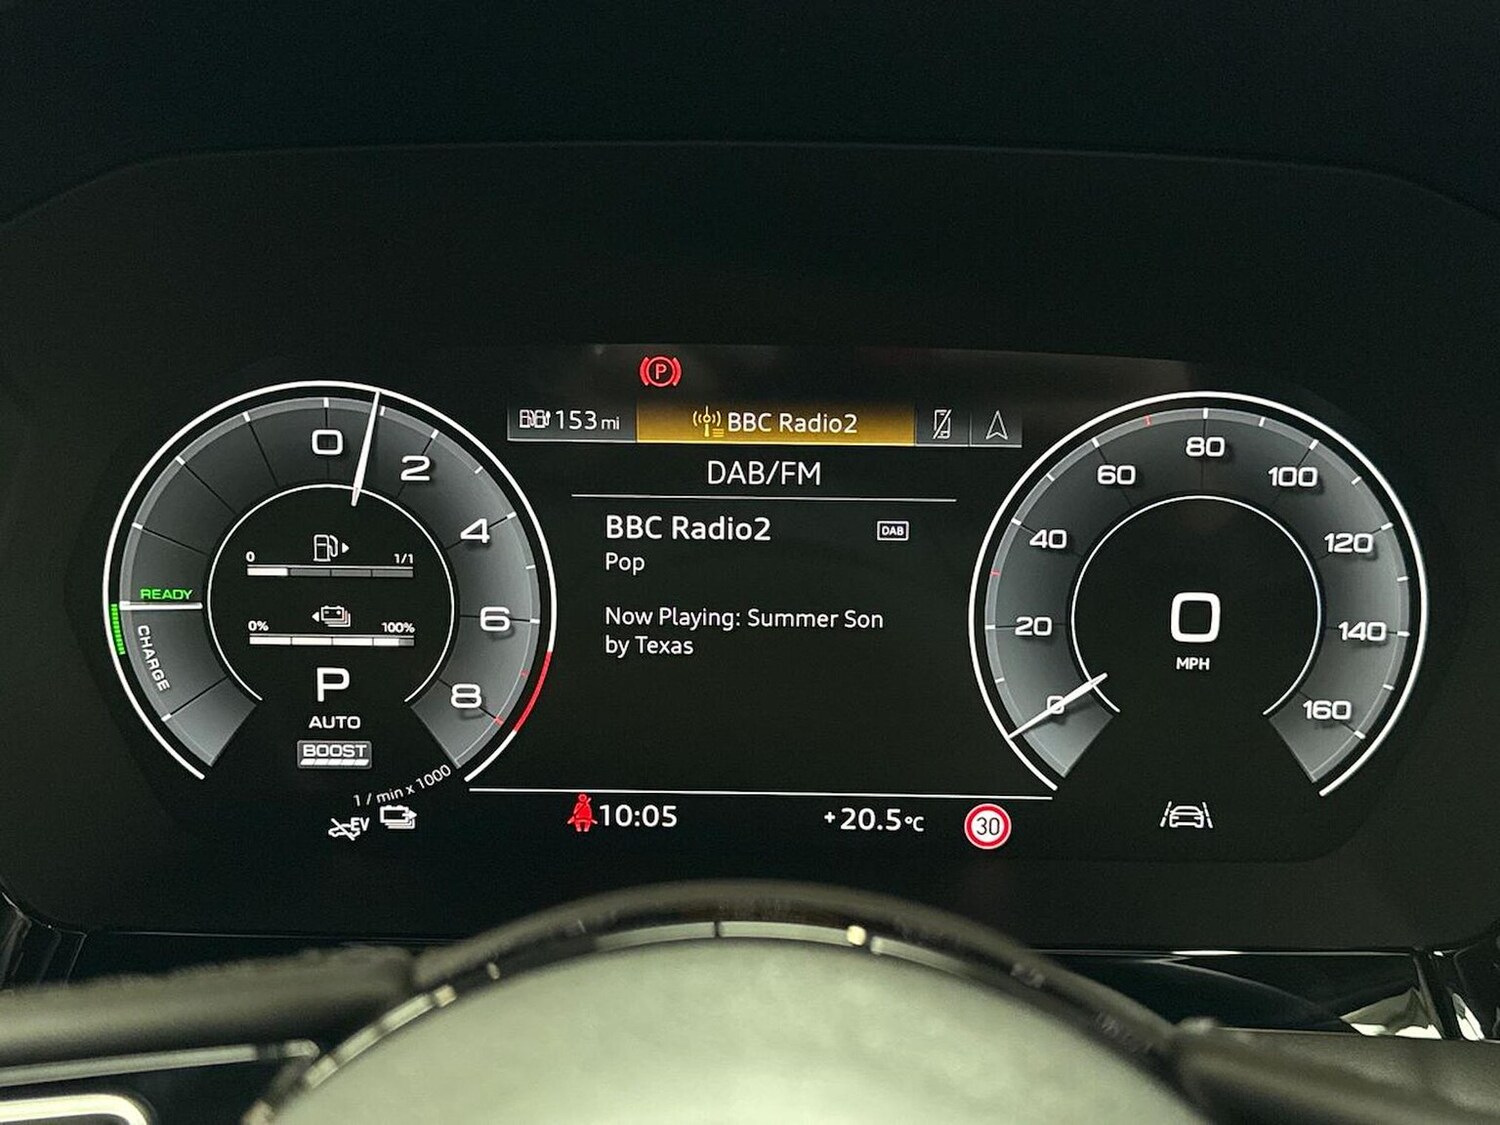 P
153 mi
BBC Radio2
DAB/FM
BBC Radio2
DAB
Pop
Now Playing: Summer Son
by Texas
0
2
4
6
8
1 / min x 1000
READY
CHARGE
0
1/1
0%
100%
P
AUTO
BOOST
EV
10:05
+20.5°C
30
0
20
40
60
80
100
120
140
160
0
MPH